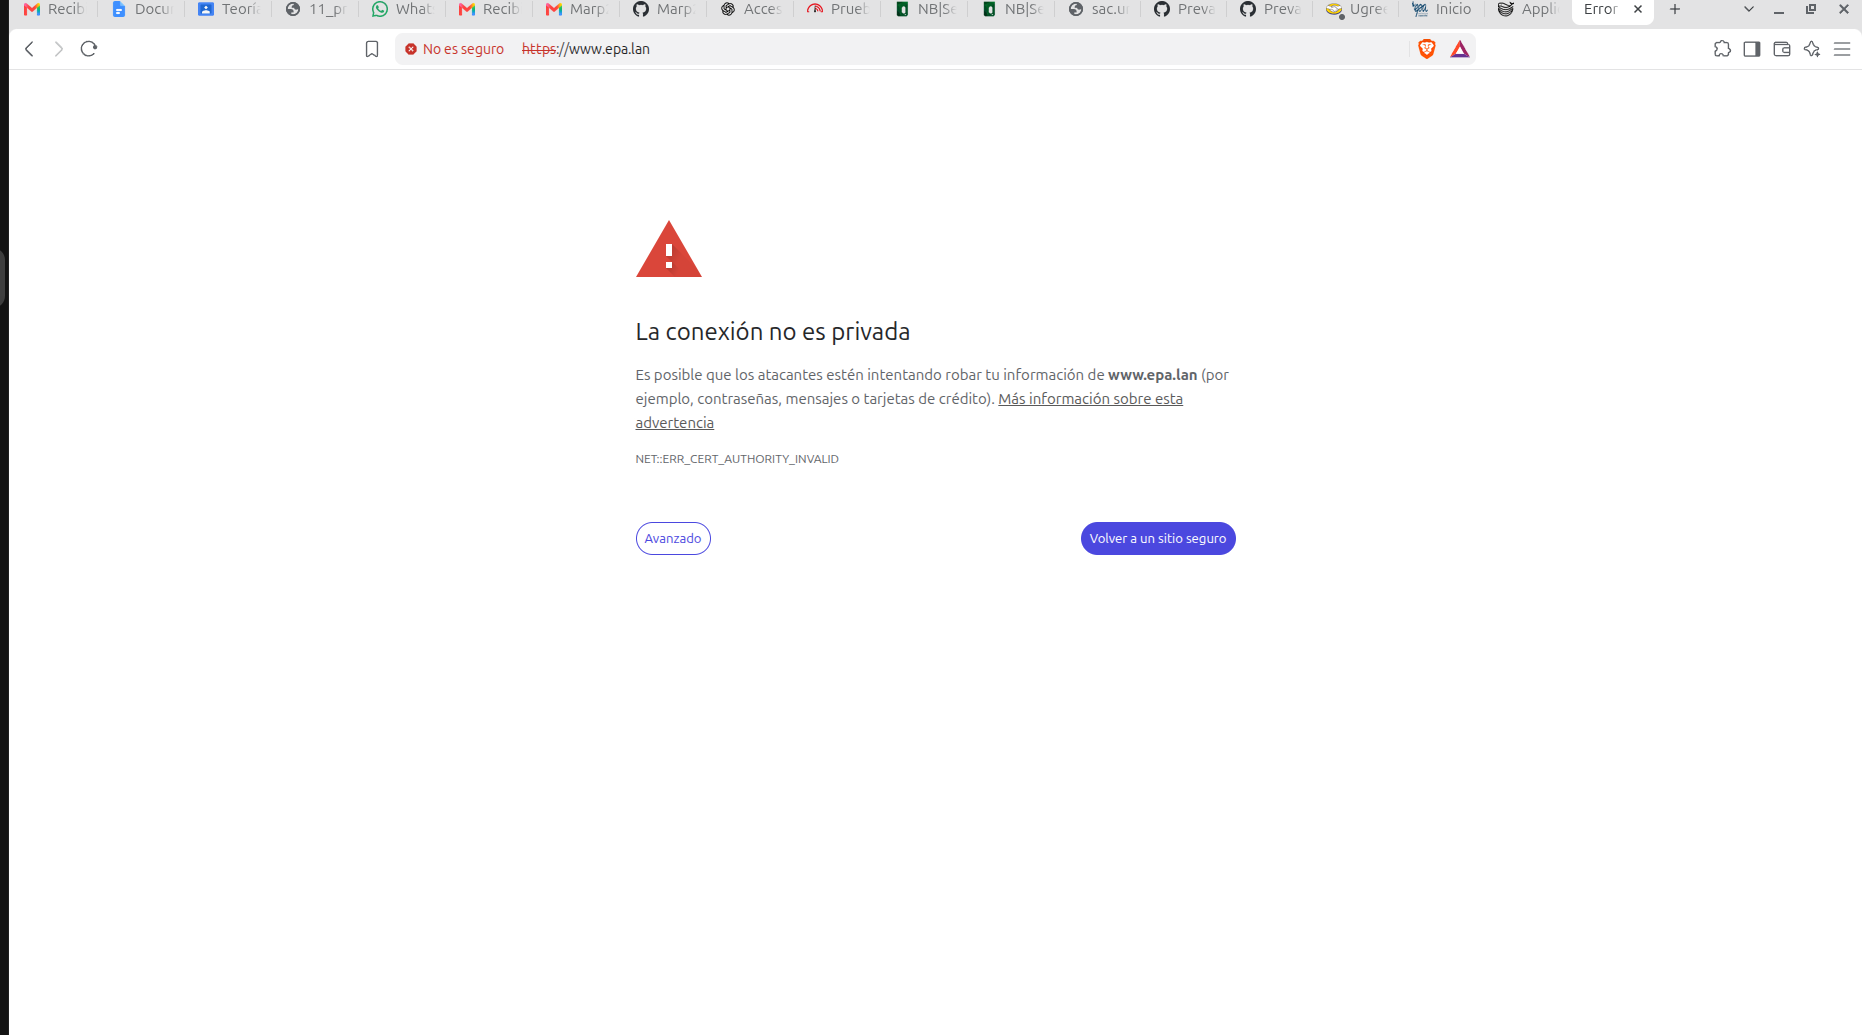 Recib Docu Teoría 11_pr What Recib Marp Marp Acces Prueb NB|Se NB|Se sac.u Preva Preva Ugree Inicio Appli Error
No es seguro https://www.epa.lan
La conexión no es privada
Es posible que los atacantes estén intentando robar tu información de www.epa.lan (por
ejemplo, contraseñas, mensajes o tarjetas de crédito). Más información sobre esta
advertencia
NET::ERR_CERT_AUTHORITY_INVALID
Avanzado Volver a un sitio seguro